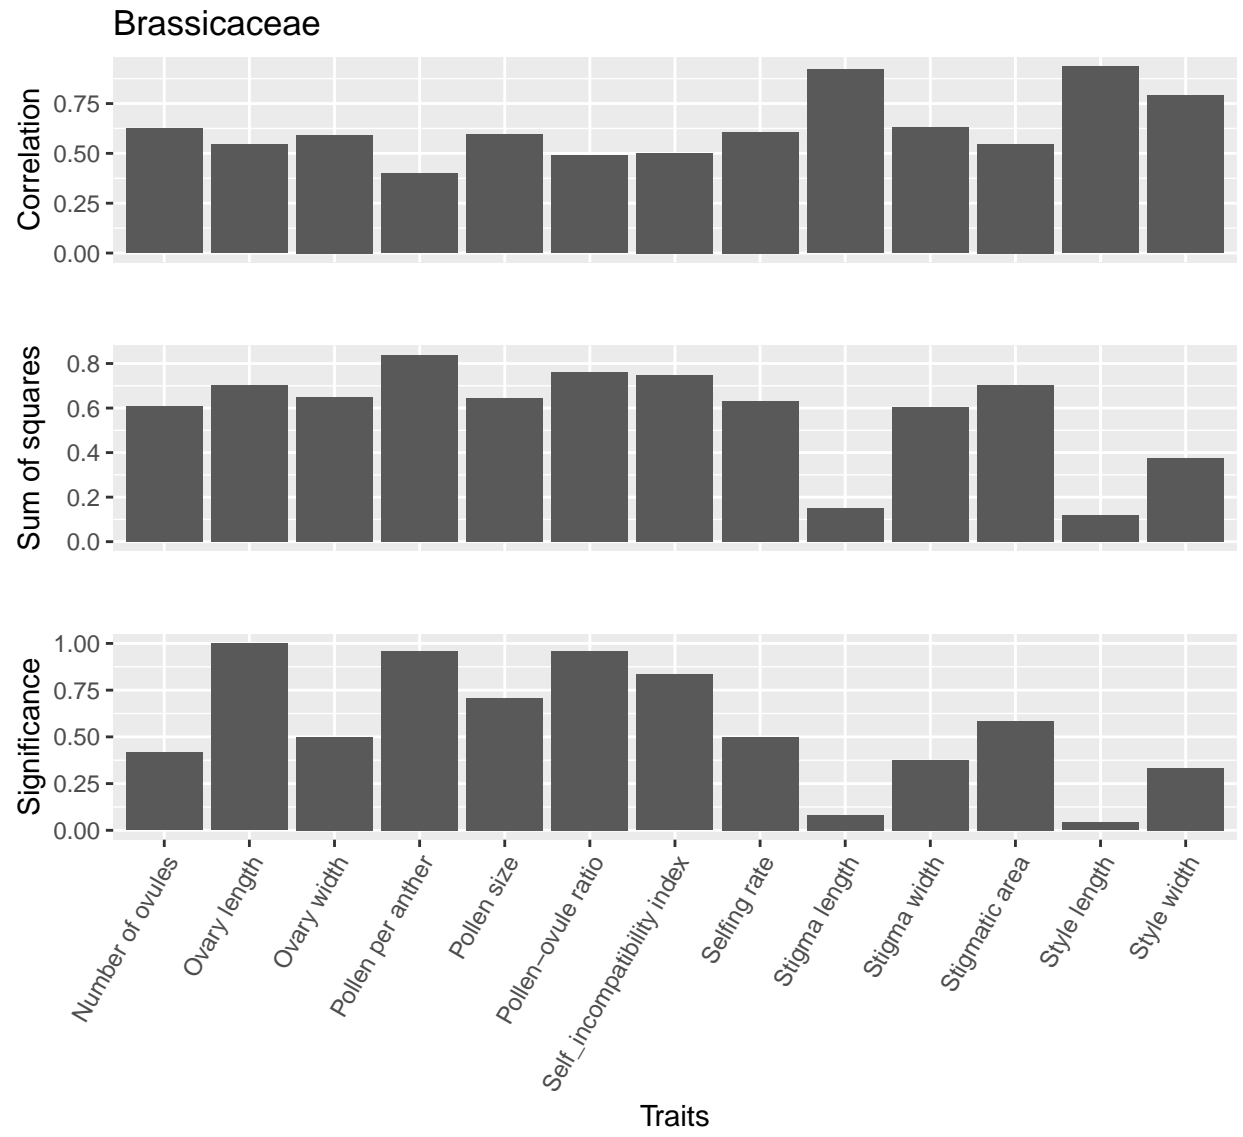 Brassicaceae
Correlation
0.75
0.50
0.25
0.00
Sum of squares
0.8
0.6
0.4
0.2
0.0
Significance
1.00
0.75
0.50
0.25
0.00
Number of ovules
Ovary length
Ovary width
Pollen per anther
Pollen size
Pollen−ovule ratio
Self_incompatibility index
Selfing rate
Stigma length
Stigma width
Stigmatic area
Style length
Style width
Traits